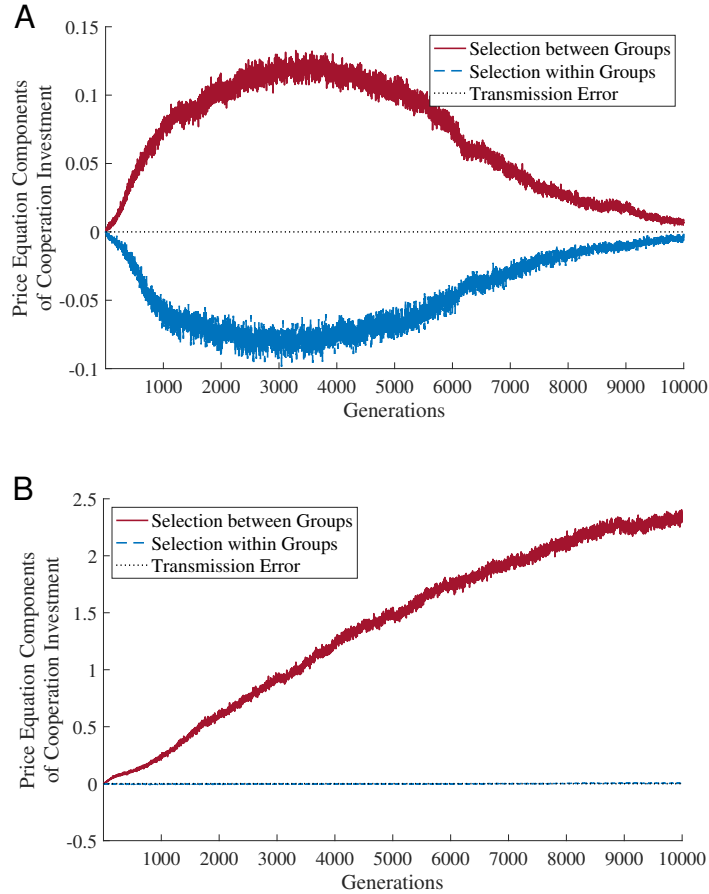 A
0.15
0.1
0.05
0
-0.05
-0.1
Price Equation Components
of Cooperation Investment
Selection between Groups
Selection within Groups
Transmission Error
1000 2000 3000 4000 5000 6000 7000 8000 9000 10000
Generations
B
2.5
2
1.5
1
0.5
0
-0.5
Price Equation Components
of Cooperation Investment
Selection between Groups
Selection within Groups
Transmission Error
1000 2000 3000 4000 5000 6000 7000 8000 9000 10000
Generations